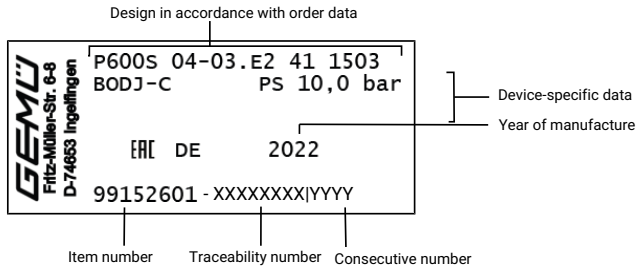 Design in accordance with order data
P600S 04-03.E2 41 1503
BODJ-C PS 10,0 bar
Device-specific data
Year of manufacture
EAC DE 2022
99152601-XXXXXXXX|YYYY
GEMÜ
Fritz-Müller-Str. 6-8
D-74653 Ingelfingen
Item number Traceability number Consecutive number